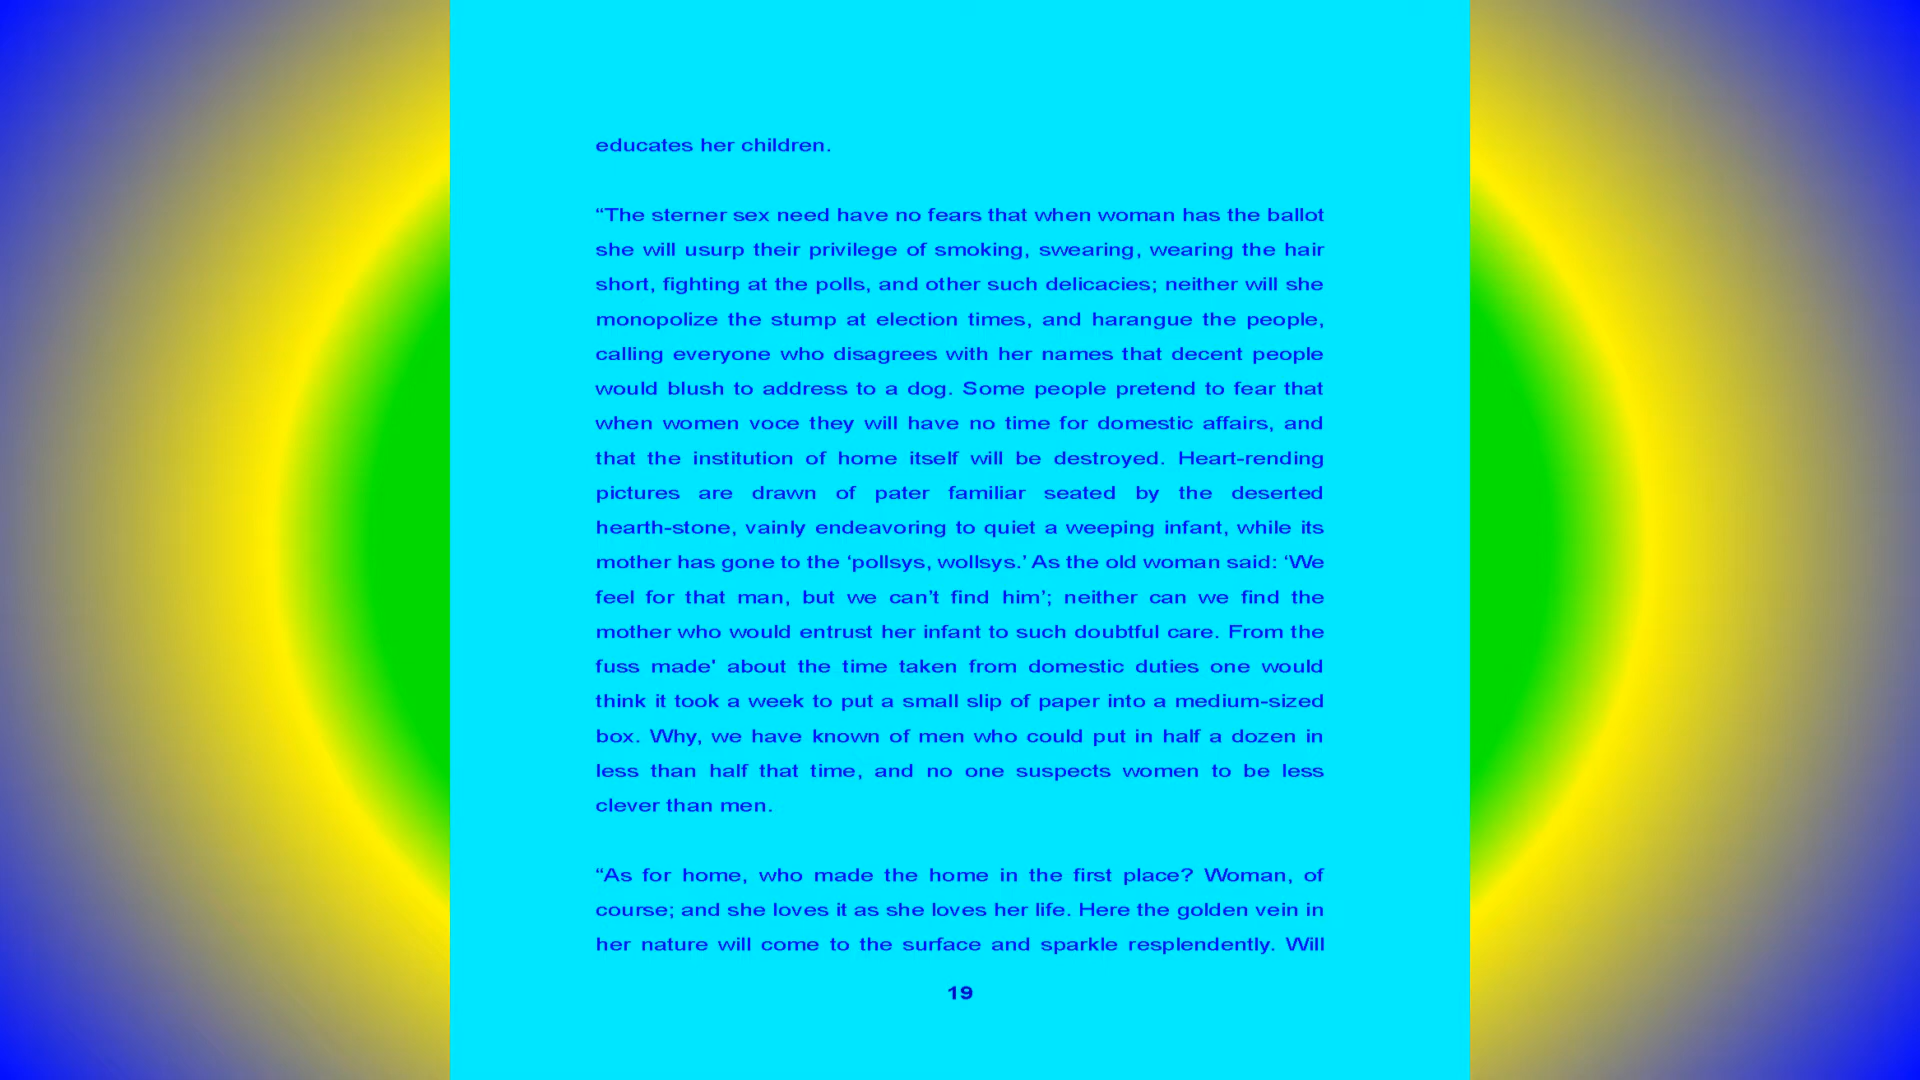 educates her children.
“The sterner sex need have no fears that when woman has the ballot
she will usurp their privilege of smoking, swearing, wearing the hair
short, fighting at the polls, and other such delicacies; neither will she
monopolize the stump at election times, and harangue the people,
calling everyone who disagrees with her names that decent people
would blush to address to a dog. Some people pretend to fear that
when women voce they will have no time for domestic affairs, and
that the institution of home itself will be destroyed. Heart-rending
pictures are drawn of pater familiar seated by the deserted
hearth-stone, vainly endeavoring to quiet a weeping infant, while its
mother has gone to the ‘pollsys, wollsys.’ As the old woman said: ‘We
feel for that man, but we can’t find him’; neither can we find the
mother who would entrust her infant to such doubtful care. From the
fuss made' about the time taken from domestic duties one would
think it took a week to put a small slip of paper into a medium-sized
box. Why, we have known of men who could put in half a dozen in
less than half that time, and no one suspects women to be less
clever than men.
“As for home, who made the home in the first place? Woman, of
course; and she loves it as she loves her life. Here the golden vein in
her nature will come to the surface and sparkle resplendently. Will
19